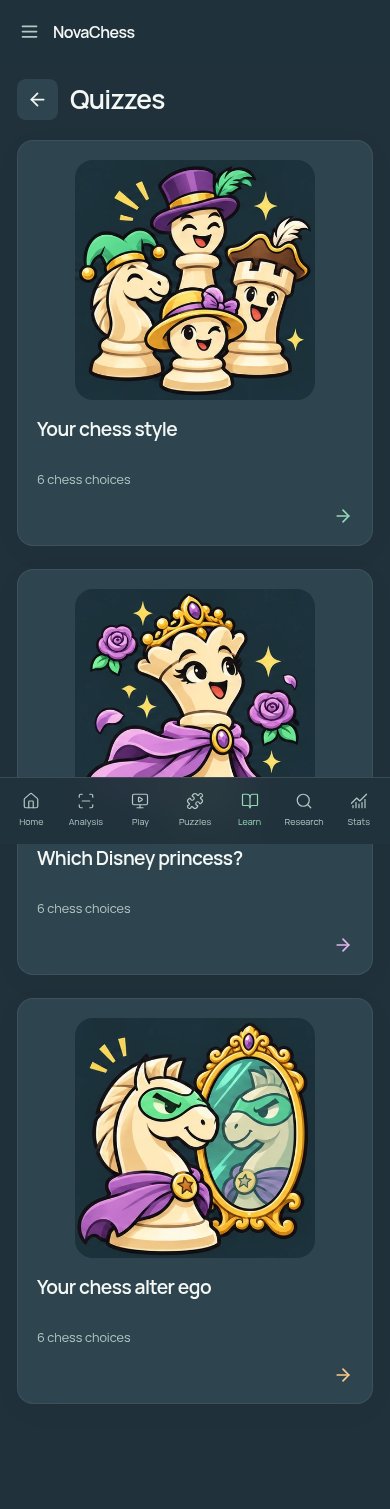 NovaChess
Quizzes
Your chess style
6 chess choices
Home Analysis Play Puzzles Learn Research Stats
Which Disney princess?
6 chess choices
Your chess alter ego
6 chess choices